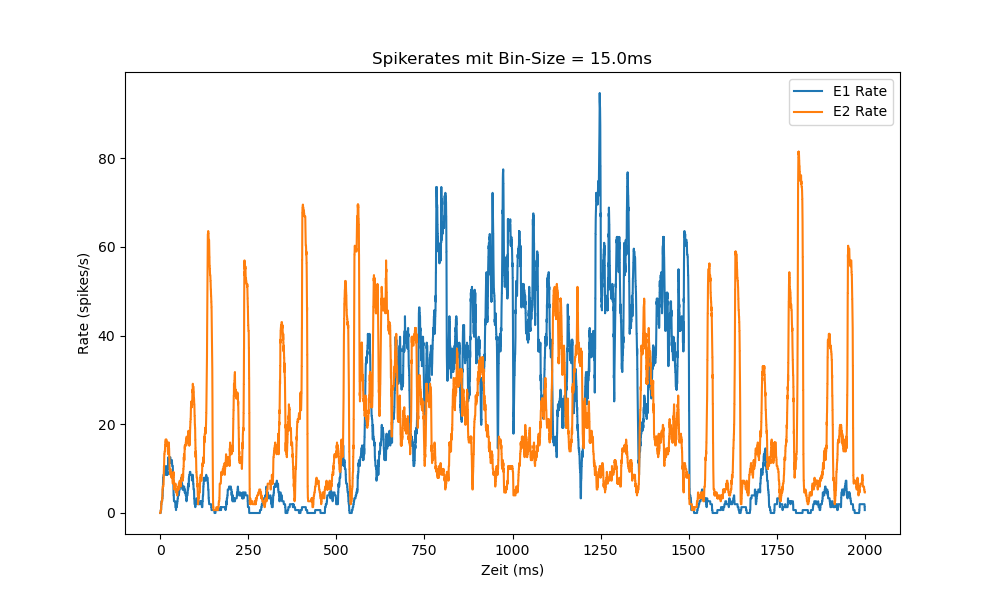 Spikerates mit Bin-Size = 15.0ms
E1 Rate
E2 Rate
Rate (spikes/s)
80
60
40
20
0
0 250 500 750 1000 1250 1500 1750 2000
Zeit (ms)